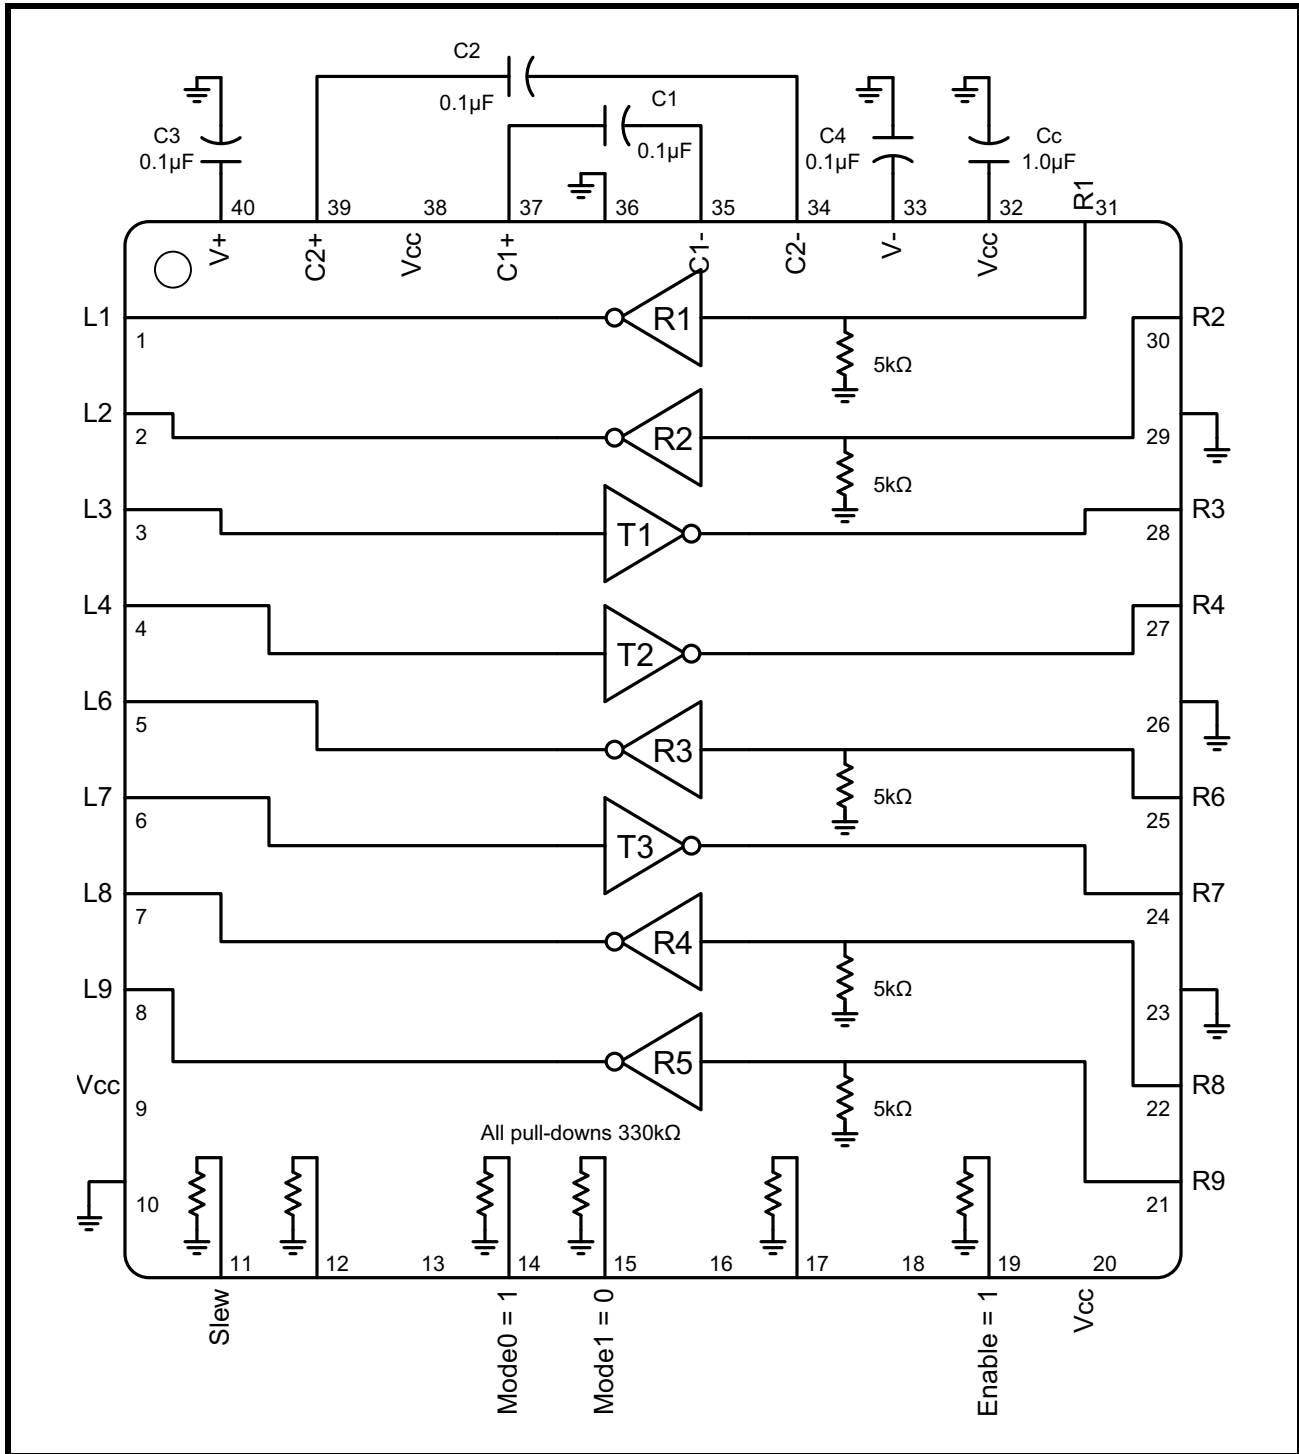 C2
0.1µF
C1
0.1µF
C3
0.1µF
C4
0.1µF
Cc
1.0µF
40
39
38
37
36
35
34
33
32
R1
31
V+
C2+
Vcc
C1+
C1-
C2-
V-
Vcc
L1
1
R1
5kΩ
30
R2
L2
2
R2
5kΩ
29
L3
3
T1
28
R3
L4
4
T2
27
R4
L6
5
R3
5kΩ
26
L7
6
T3
25
R6
L8
7
R4
5kΩ
24
R7
L9
8
R5
5kΩ
23
Vcc
9
22
R8
All pull-downs 330kΩ
10
21
R9
11
12
13
14
15
16
17
18
19
20
Slew
Mode0 = 1
Mode1 = 0
Enable = 1
Vcc